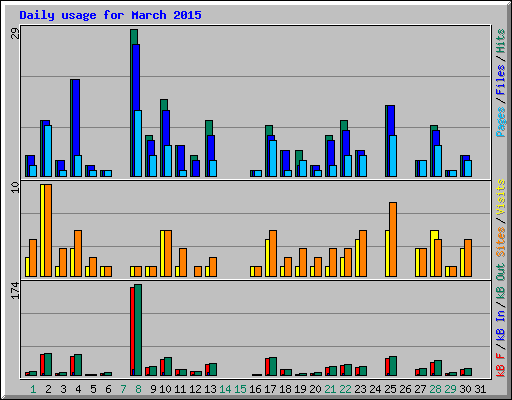 Daily usage for March 2015
29
Pages / Files / Hits
10
Sites / Visits
174
kB F / kB In / kB Out
1 2 3 4 5 6 7 8 9 10 11 12 13 14 15 16 17 18 19 20 21 22 23 24 25 26 27 28 29 30 31